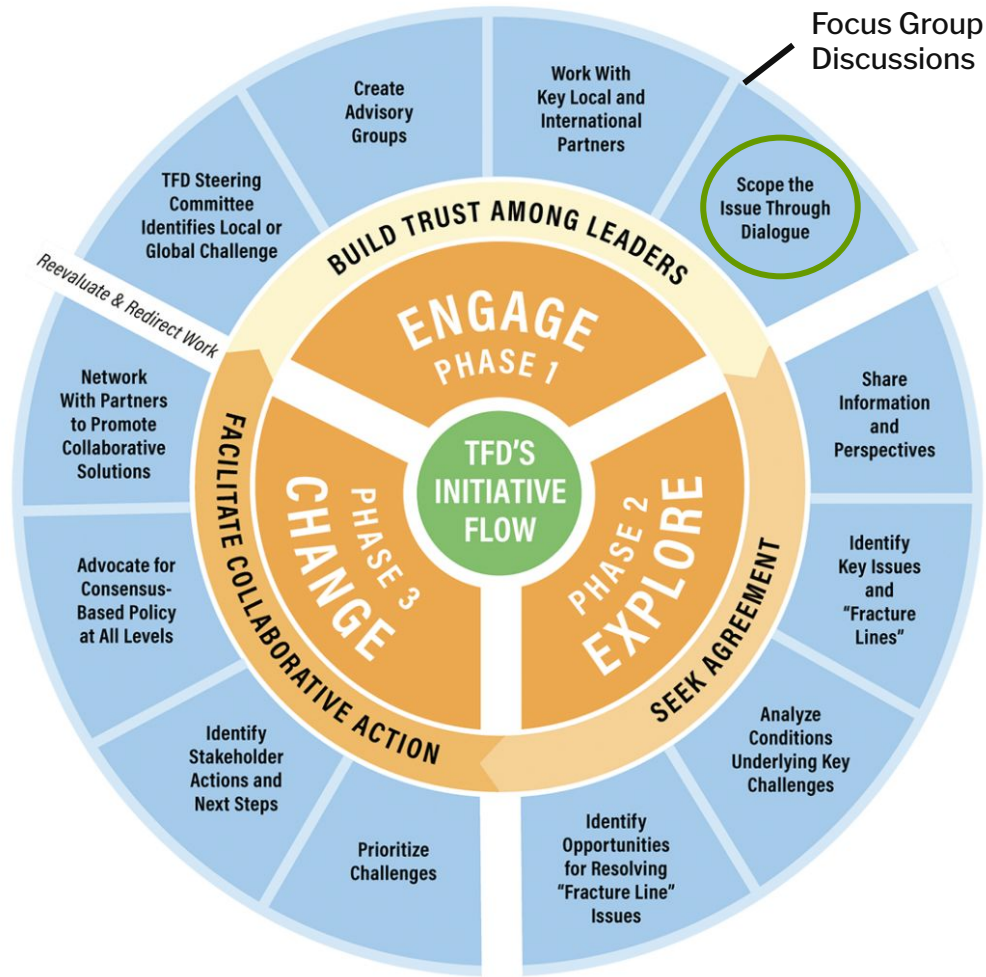 Focus Group
Discussions
Create
Advisory
Groups
Work With
Key Local and
International
Partners
TFD Steering
Committee
Identifies Local or
Global Challenge
Scope the
Issue Through
Dialogue
BUILD TRUST AMONG LEADERS
Reevaluate & Redirect Work
ENGAGE
PHASE 1
Network
With Partners
to Promote
Collaborative
Solutions
Share
Information
and
Perspectives
TFD'S
INITIATIVE
FLOW
FACILITATE COLLABORATIVE ACTION
CHANGE
PHASE 3
PHASE 2
EXPLORE
SEEK AGREEMENT
Advocate for
Consensus-
Based Policy
at All Levels
Identify
Key Issues
and
"Fracture
Lines"
Identify
Stakeholder
Actions and
Next Steps
Analyze
Conditions
Underlying Key
Challenges
Prioritize
Challenges
Identify
Opportunities
for Resolving
"Fracture Line"
Issues